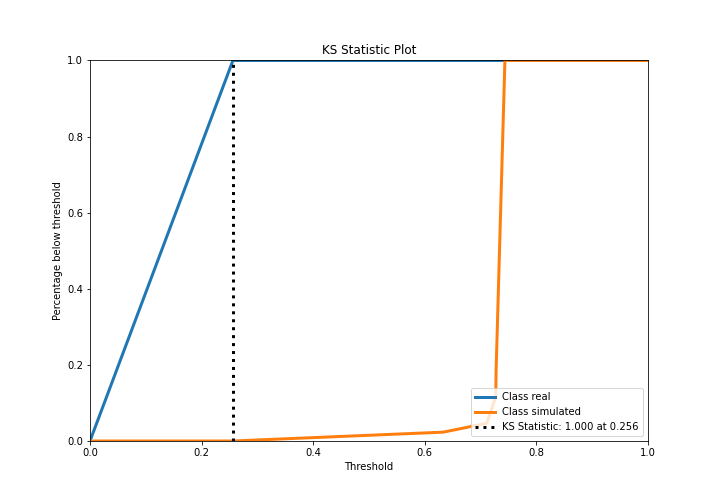 KS Statistic Plot
1.0
0.8
0.6
0.4
0.2
0.0
Percentage below threshold
Class real
Class simulated
KS Statistic: 1.000 at 0.256
0.0 0.2 0.4 0.6 0.8 1.0
Threshold